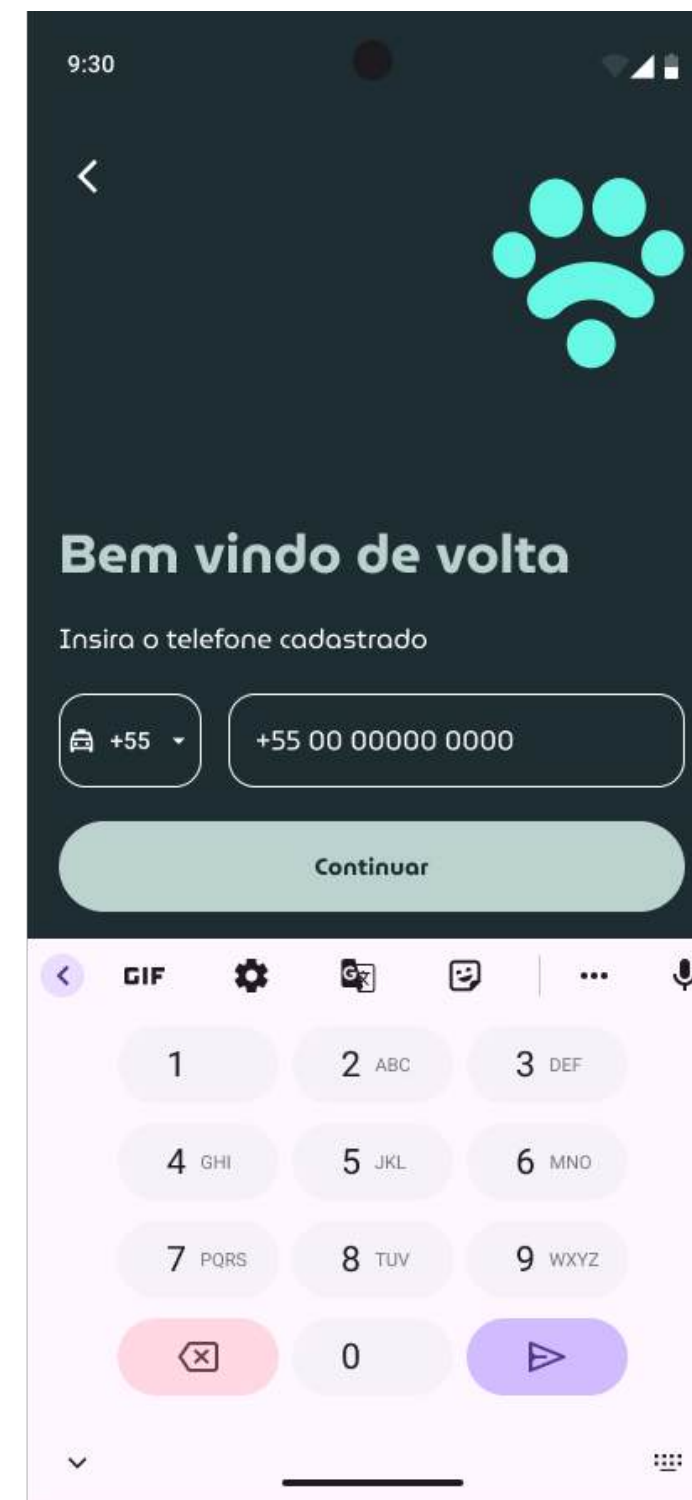 9:30
Bem vindo de volta
Insira o telefone cadastrado
+55 +55 00 00000 0000
Continuar
GIF
1 2 ABC 3 DEF
4 GHI 5 JKL 6 MNO
7 PQRS 8 TUV 9 WXYZ
0